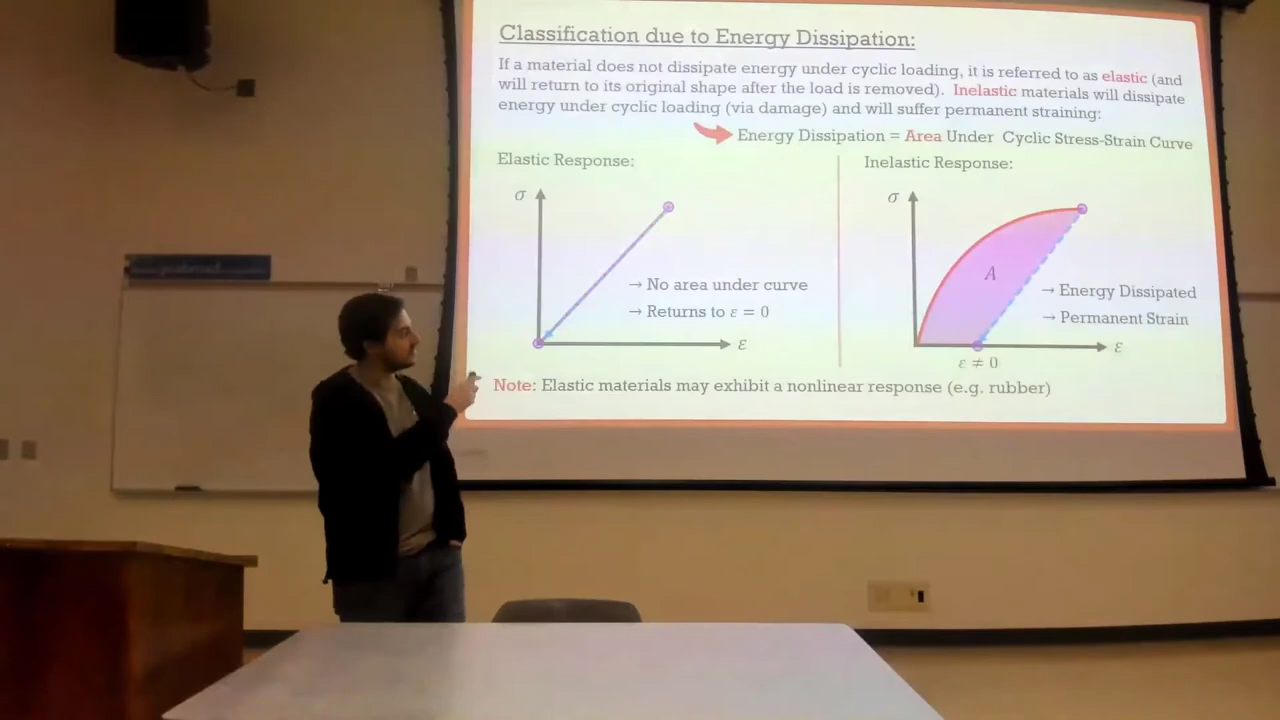 Classification due to Energy Dissipation:
If a material does not dissipate energy under cyclic loading, it is referred to as elastic (and
will return to its original shape after the load is removed). Inelastic materials will dissipate
energy under cyclic loading (via damage) and will suffer permanent straining:
Energy Dissipation = Area Under Cyclic Stress-Strain Curve
Elastic Response:
σ
→ No area under curve
→ Returns to ε = 0
ε
Inelastic Response:
σ
A
→ Energy Dissipated
→ Permanent Strain
ε
ε ≠ 0
Note: Elastic materials may exhibit a nonlinear response (e.g. rubber)